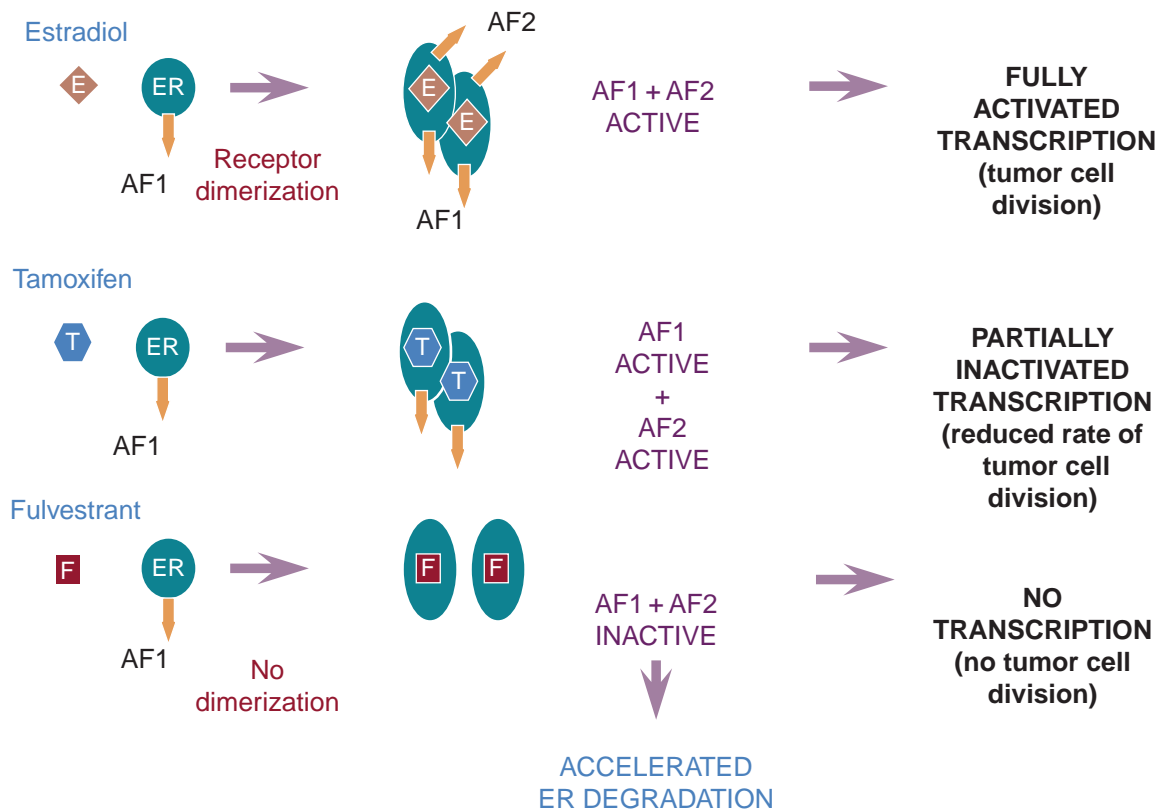 Estradiol
E
ER
AF1
Receptor
dimerization
AF2
E
E
AF1
AF1 + AF2
ACTIVE
FULLY
ACTIVATED
TRANSCRIPTION
(tumor cell
division)
Tamoxifen
T
ER
AF1
T
T
AF1
ACTIVE
+
AF2
ACTIVE
PARTIALLY
INACTIVATED
TRANSCRIPTION
(reduced rate of
tumor cell
division)
Fulvestrant
F
ER
AF1
No
dimerization
F
F
AF1 + AF2
INACTIVE
ACCELERATED
ER DEGRADATION
NO
TRANSCRIPTION
(no tumor cell
division)